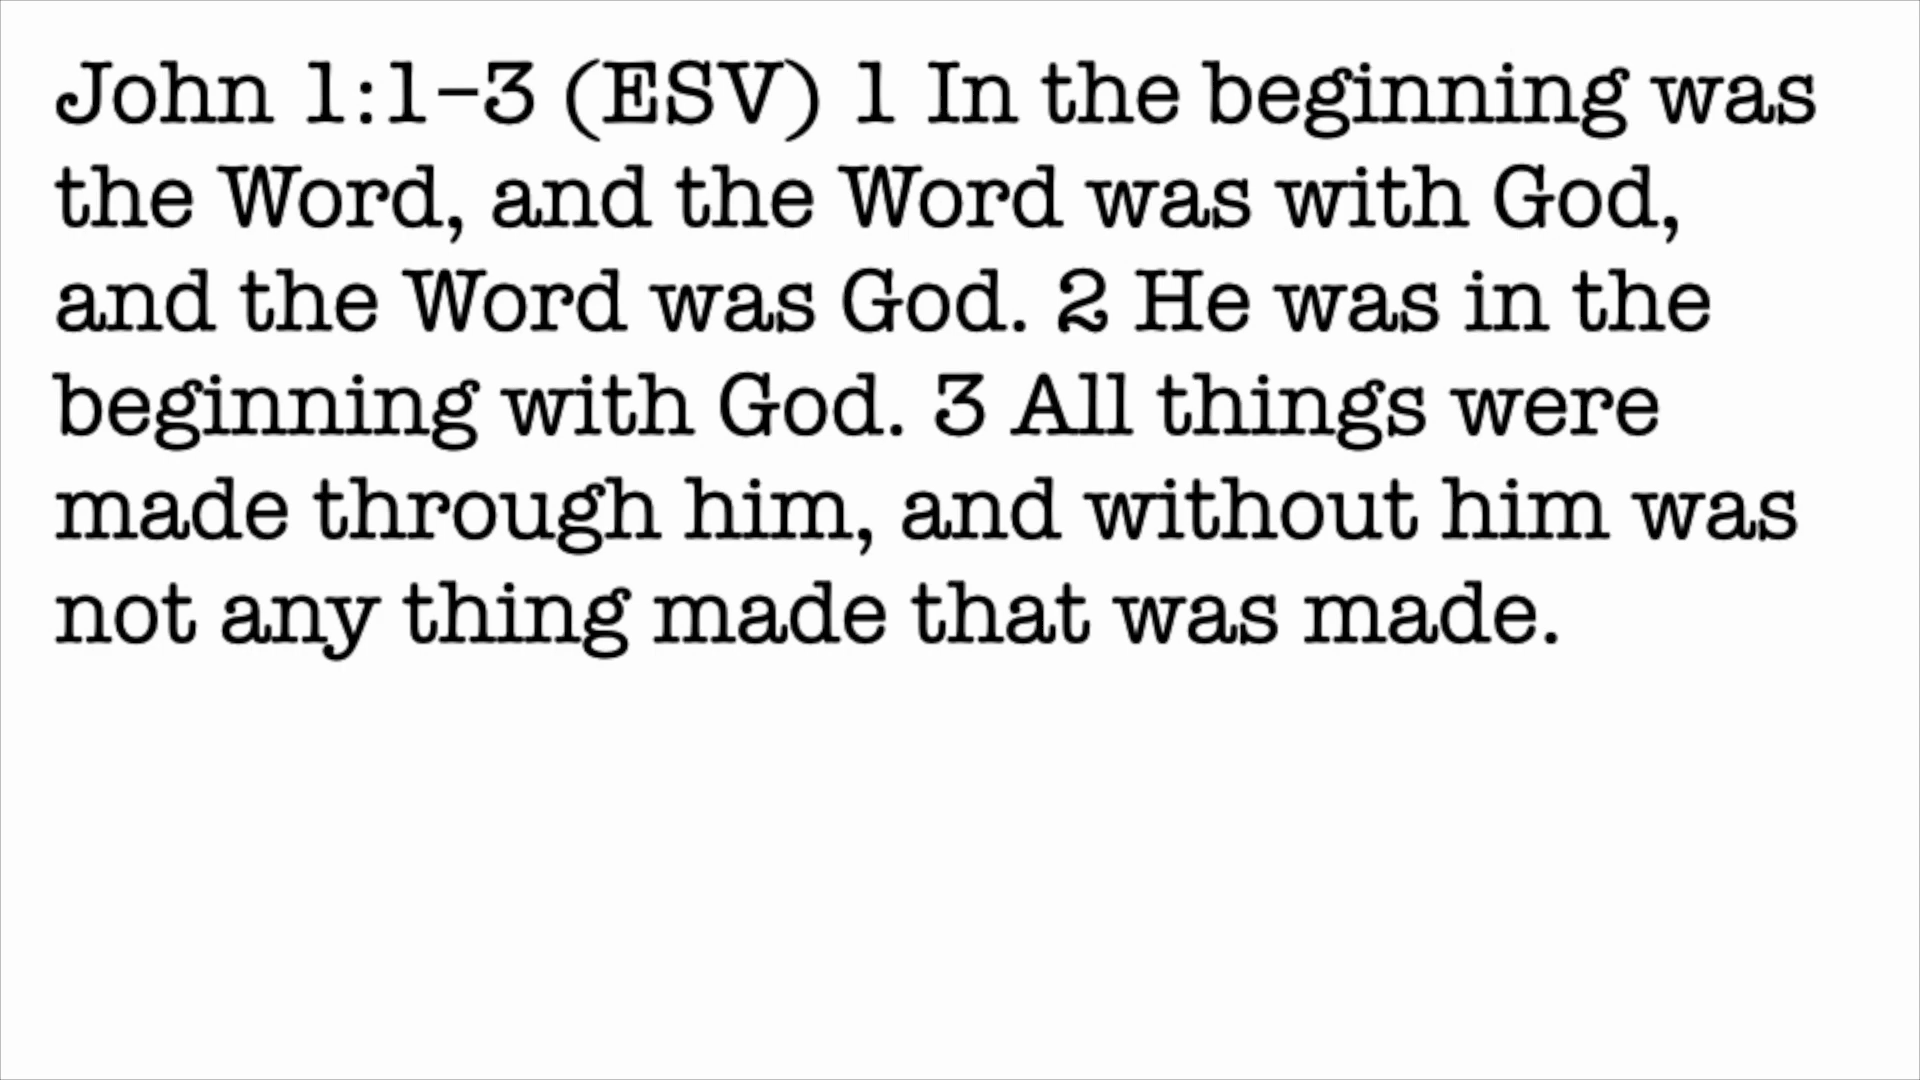 John 1:1–3 (ESV) 1 In the beginning was
the Word, and the Word was with God,
and the Word was God. 2 He was in the
beginning with God. 3 All things were
made through him, and without him was
not any thing made that was made.